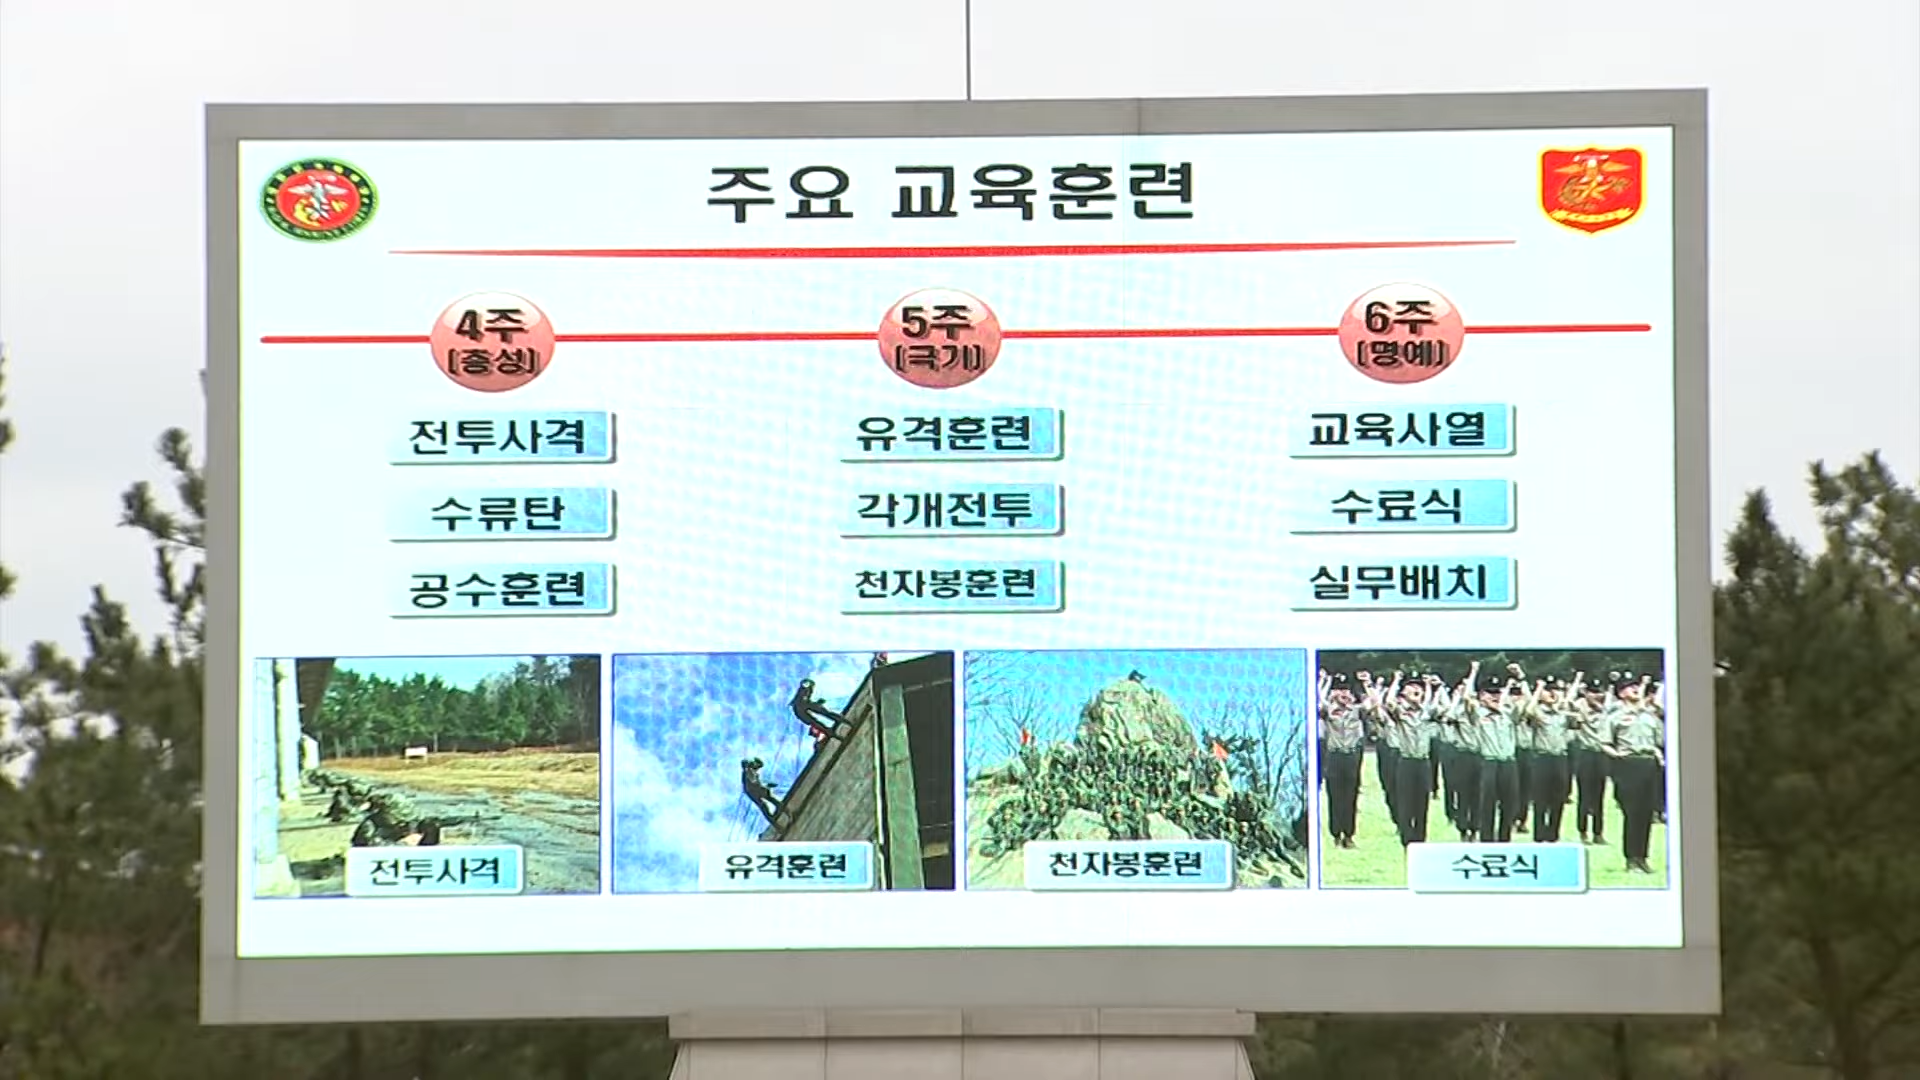 주요 교육훈련
4주
(충성)
5주
(극기)
6주
(명예)
전투사격
유격훈련
교육사열
수류탄
각개전투
수료식
공수훈련
천자봉훈련
실무배치
전투사격
유격훈련
천자봉훈련
수료식